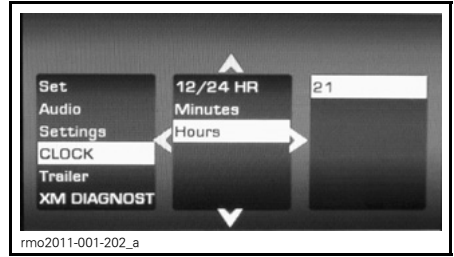 Set
Audio
Settings
CLOCK
Trailer
XM DIAGNOST
12/24 HR
Minutes
Hours
21
rmo2011-001-202_a